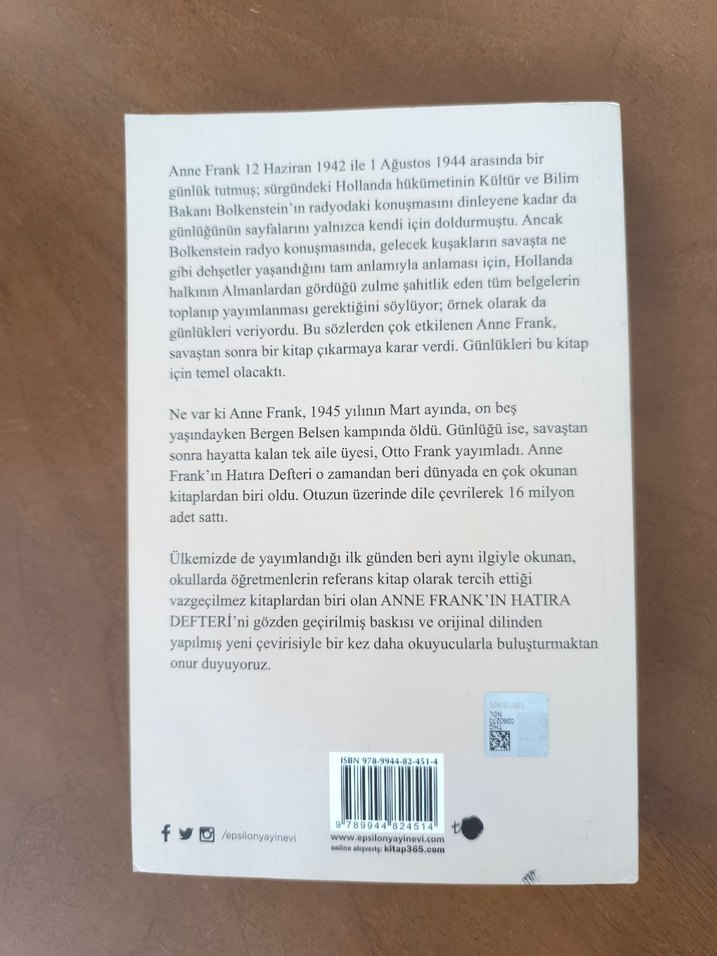 Anne Frank 12 Haziran 1942 ile 1 Ağustos 1944 arasında bir
günlük tutmuş; sürgündeki Hollanda hükümetinin Kültür ve Bilim
Bakanı Bolkenstein'ın radyodaki konuşmasını dinleyene kadar da
günlüğünün sayfalarını yalnızca kendi için doldurmuştu. Ancak
Bolkenstein radyo konuşmasında, gelecek kuşakların savaşta ne
gibi dehşetler yaşandığını tam anlamıyla anlaması için, Hollanda
halkının Almanlardan gördüğü zulme şahitlik eden tüm belgelerin
toplanıp yayımlanması gerektiğini söylüyor; örnek olarak da
günlükleri veriyordu. Bu sözlerden çok etkilenen Anne Frank,
savaştan sonra bir kitap çıkarmaya karar verdi. Günlükleri bu kitap
için temel olacaktı.
Ne var ki Anne Frank, 1945 yılının Mart ayında, on beş
yaşındayken Bergen Belsen kampında öldü. Günlüğü ise, savaştan
sonra hayatta kalan tek aile üyesi, Otto Frank yayımladı. Anne
Frank'ın Hatıra Defteri o zamandan beri dünyada en çok okunan
kitaplardan biri oldu. Otuzun üzerinde dile çevrilerek 16 milyon
adet sattı.
Ülkemizde de yayımlandığı ilk günden beri aynı ilgiyle okunan,
okullarda öğretmenlerin referans kitap olarak tercih ettiği
vazgeçilmez kitaplardan biri olan ANNE FRANK'IN HATIRA
DEFTERİ'ni gözden geçirilmiş baskısı ve orijinal dilinden
yapılmış yeni çevirisiyle bir kez daha okuyucularla buluşturmaktan
onur duyuyoruz.
THG
0260270
NDL
ISBN 978-9944-82-451-4
9 789944 824514
/epsilonyayinevi
www.epsilonyayinevi.com
online alışveriş: kitap365.com